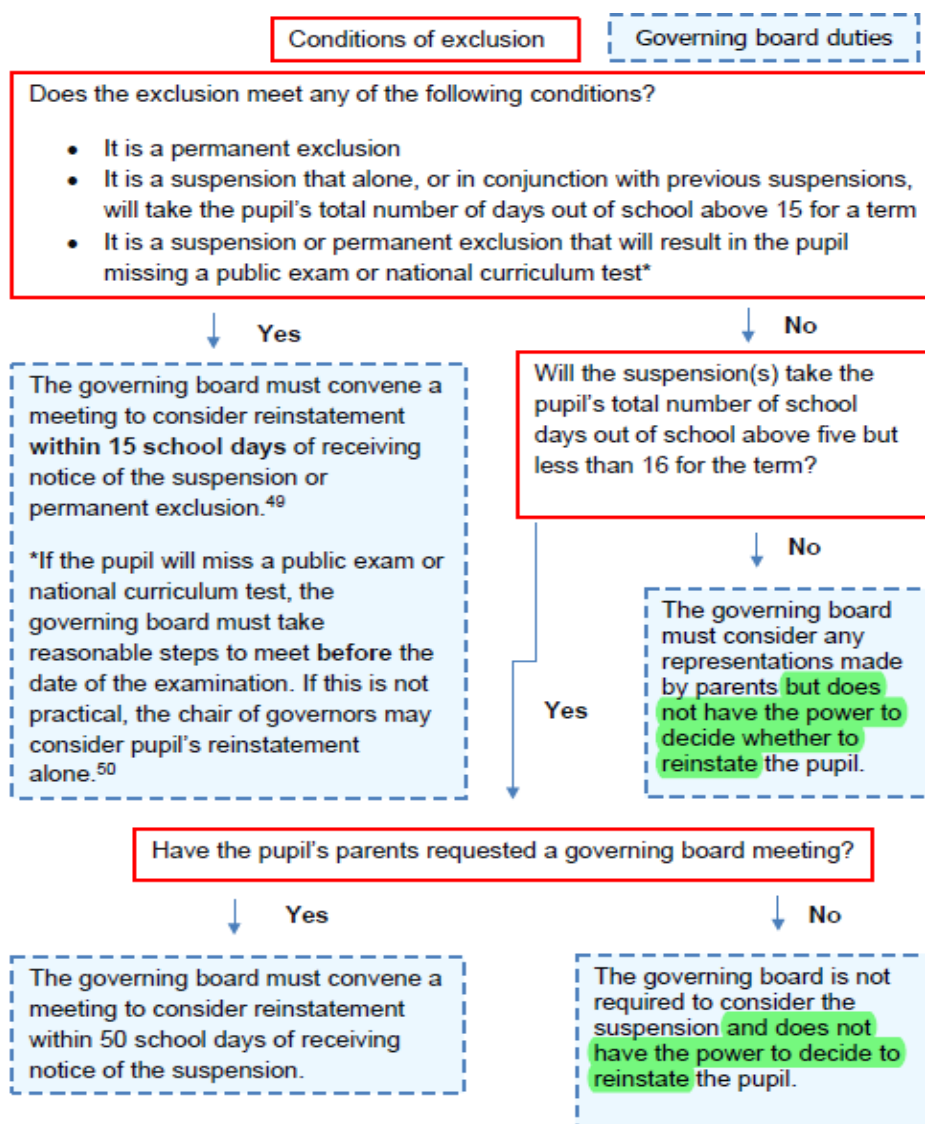 Conditions of exclusion
Governing board duties
Does the exclusion meet any of the following conditions?
• It is a permanent exclusion
• It is a suspension that alone, or in conjunction with previous suspensions,
will take the pupil's total number of days out of school above 15 for a term
• It is a suspension or permanent exclusion that will result in the pupil
missing a public exam or national curriculum test*
Yes
No
The governing board must convene a
meeting to consider reinstatement
within 15 school days of receiving
notice of the suspension or
permanent exclusion.49
*If the pupil will miss a public exam or
national curriculum test, the
governing board must take
reasonable steps to meet before the
date of the examination. If this is not
practical, the chair of governors may
consider pupil's reinstatement
alone.50
Will the suspension(s) take the
pupil's total number of school
days out of school above five but
less than 16 for the term?
No
The governing board
must consider any
representations made
by parents but does
not have the power to
decide whether to
reinstate the pupil.
Yes
Have the pupil's parents requested a governing board meeting?
Yes
No
The governing board must convene a
meeting to consider reinstatement
within 50 school days of receiving
notice of the suspension.
The governing board is not
required to consider the
suspension and does not
have the power to decide to
reinstate the pupil.